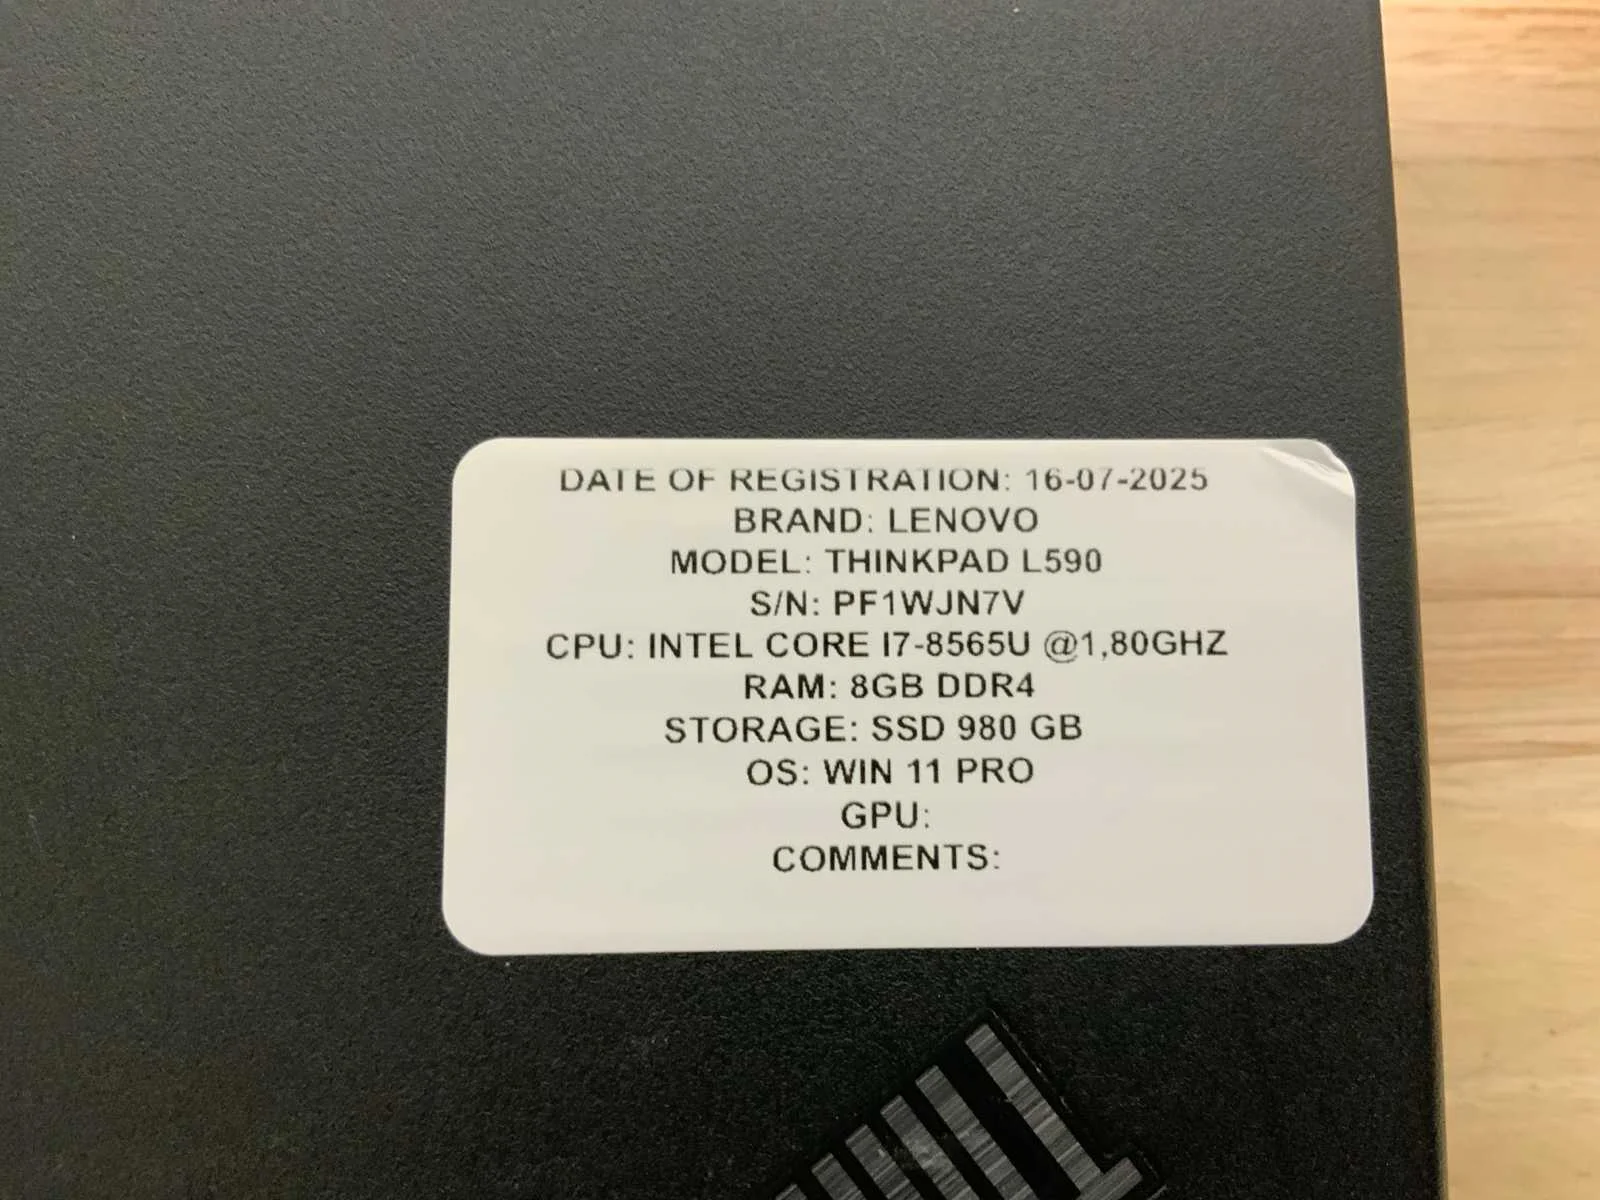 DATE OF REGISTRATION: 16-07-2025
BRAND: LENOVO
MODEL: THINKPAD L590
S/N: PF1WJN7V
CPU: INTEL CORE I7-8565U @1,80GHZ
RAM: 8GB DDR4
STORAGE: SSD 980 GB
OS: WIN 11 PRO
GPU:
COMMENTS: